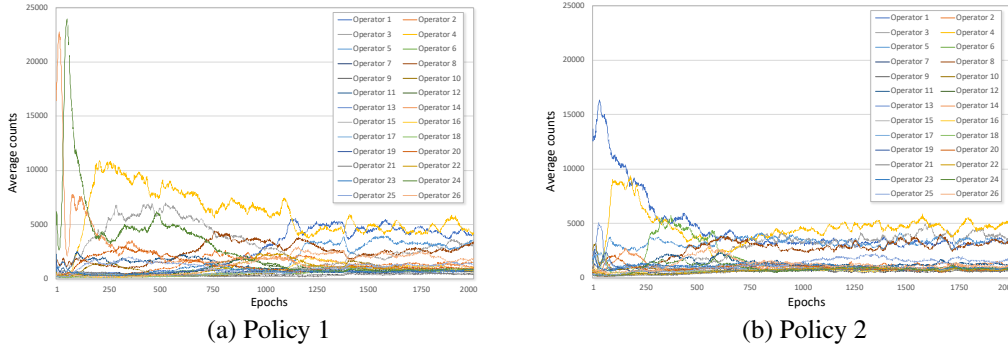 25000
20000
15000
10000
5000
0
Average counts
1 250 500 750 1000 1250 1500 1750 2000
Epochs
Operator 1 Operator 2
Operator 3 Operator 4
Operator 5 Operator 6
Operator 7 Operator 8
Operator 9 Operator 10
Operator 11 Operator 12
Operator 13 Operator 14
Operator 15 Operator 16
Operator 17 Operator 18
Operator 19 Operator 20
Operator 21 Operator 22
Operator 23 Operator 24
Operator 25 Operator 26
(a) Policy 1
25000
20000
15000
10000
5000
0
Average counts
1 250 500 750 1000 1250 1500 1750 200
Epochs
Operator 1 Operator 2
Operator 3 Operator 4
Operator 5 Operator 6
Operator 7 Operator 8
Operator 9 Operator 10
Operator 11 Operator 12
Operator 13 Operator 14
Operator 15 Operator 16
Operator 17 Operator 18
Operator 19 Operator 20
Operator 21 Operator 22
Operator 23 Operator 24
Operator 25 Operator 26
(b) Policy 2